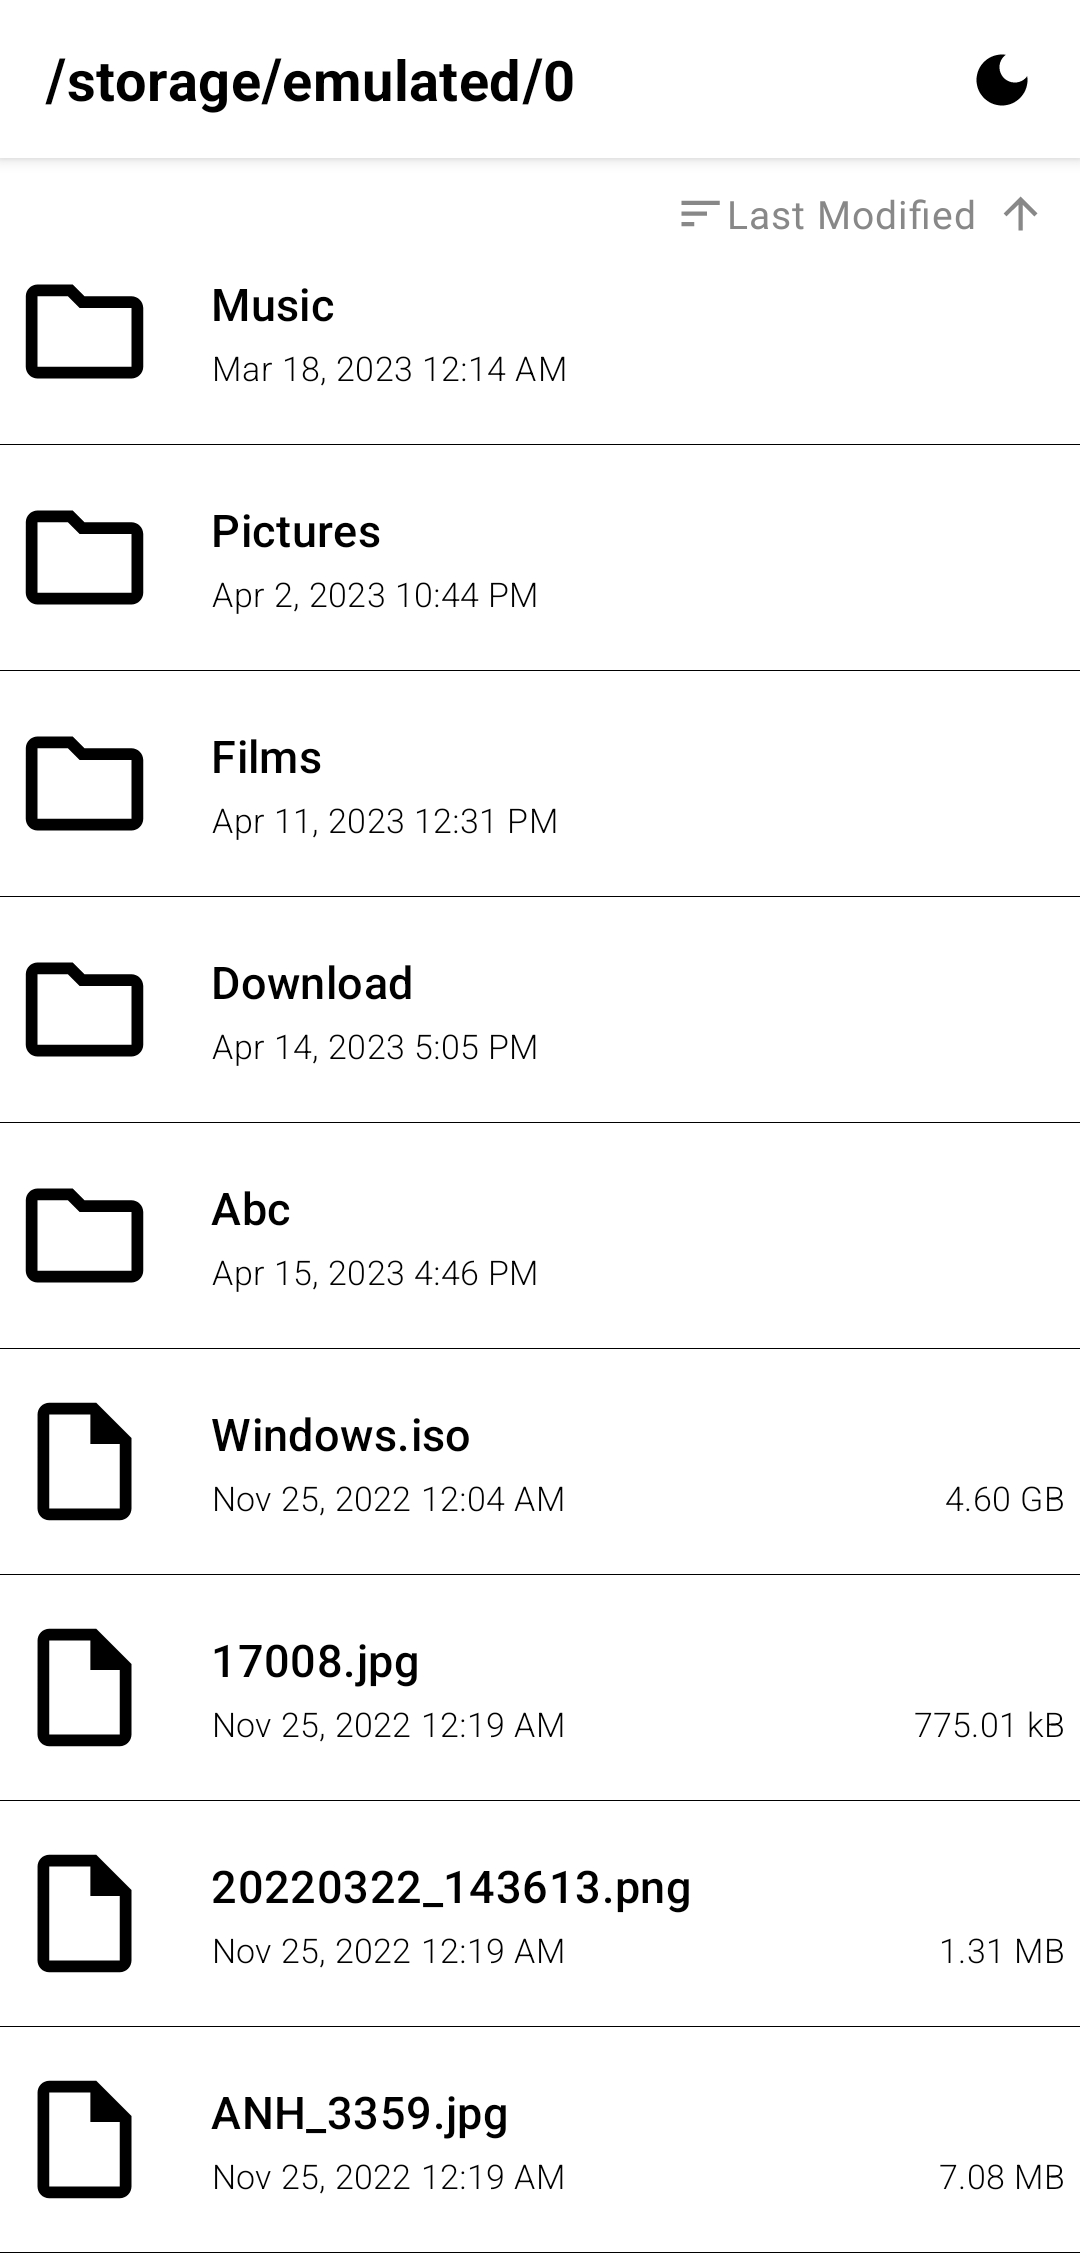 /storage/emulated/0
Last Modified
Music
Mar 18, 2023 12:14 AM
Pictures
Apr 2, 2023 10:44 PM
Films
Apr 11, 2023 12:31 PM
Download
Apr 14, 2023 5:05 PM
Abc
Apr 15, 2023 4:46 PM
Windows.iso
Nov 25, 2022 12:04 AM 4.60 GB
17008.jpg
Nov 25, 2022 12:19 AM 775.01 kB
20220322_143613.png
Nov 25, 2022 12:19 AM 1.31 MB
ANH_3359.jpg
Nov 25, 2022 12:19 AM 7.08 MB